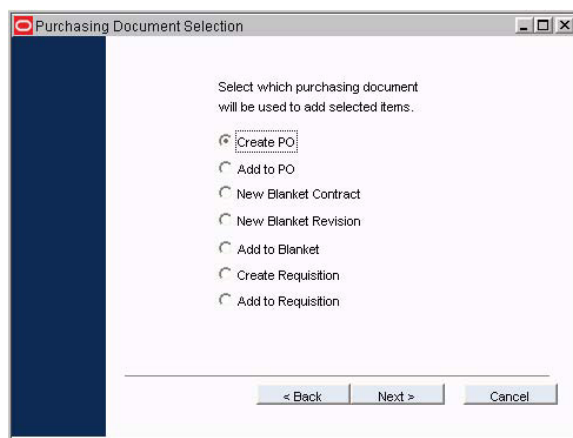 Purchasing Document Selection
Select which purchasing document
will be used to add selected items.
Create PO
Add to PO
New Blanket Contract
New Blanket Revision
Add to Blanket
Create Requisition
Add to Requisition
< Back Next > Cancel